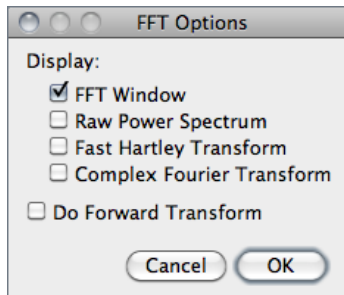 FFT Options
Display:
FFT Window
Raw Power Spectrum
Fast Hartley Transform
Complex Fourier Transform
Do Forward Transform
Cancel OK